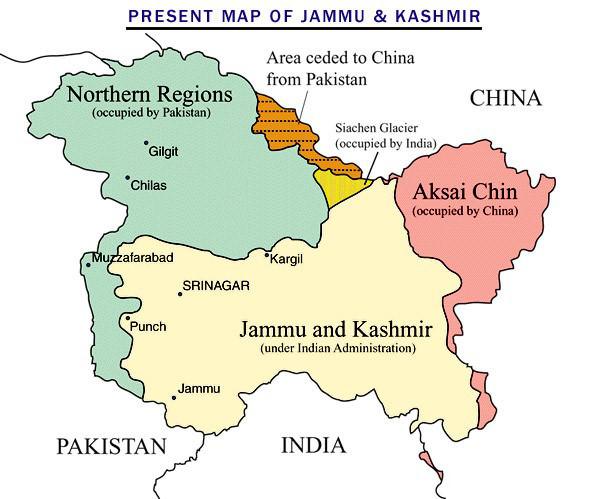 PRESENT MAP OF JAMMU & KASHMIR
Area ceded to China
from Pakistan
Northern Regions
(occupied by Pakistan)
CHINA
Siachen Glacier
(occupied by India)
Gilgit
Chilas
Aksai Chin
(occupied by China)
Muzzafarabad
Kargil
SRINAGAR
Punch
Jammu and Kashmir
(under Indian Administration)
Jammu
PAKISTAN
INDIA